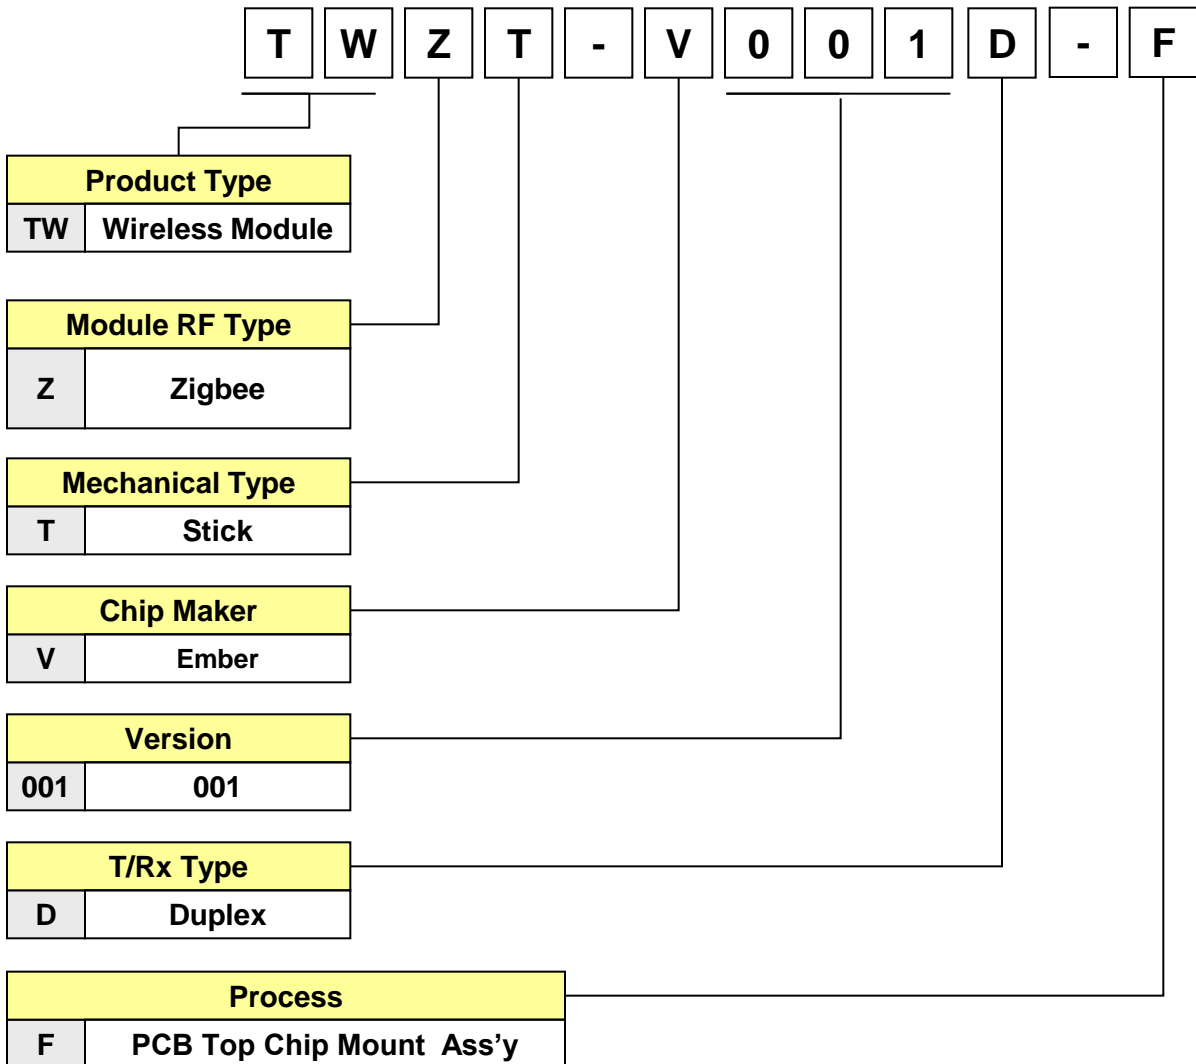 T W Z T - V 0 0 1 D - F
Product Type
TW Wireless Module
Module RF Type
Z Zigbee
Mechanical Type
T Stick
Chip Maker
V Ember
Version
001 001
T/Rx Type
D Duplex
Process
F PCB Top Chip Mount Ass’y